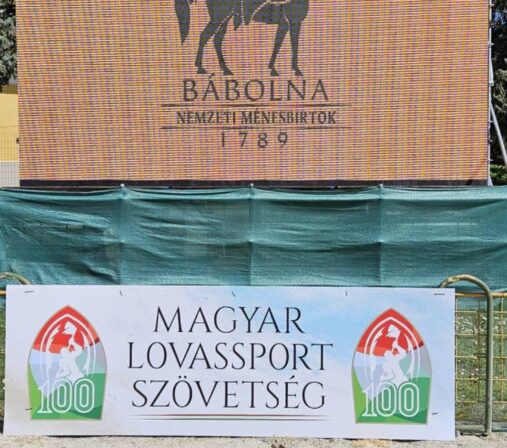 BÁBOLNA
NEMZETI MÉNESBIRTOK
1789
MAGYAR
LOVASSPORT
SZÖVETSÉG
100
100